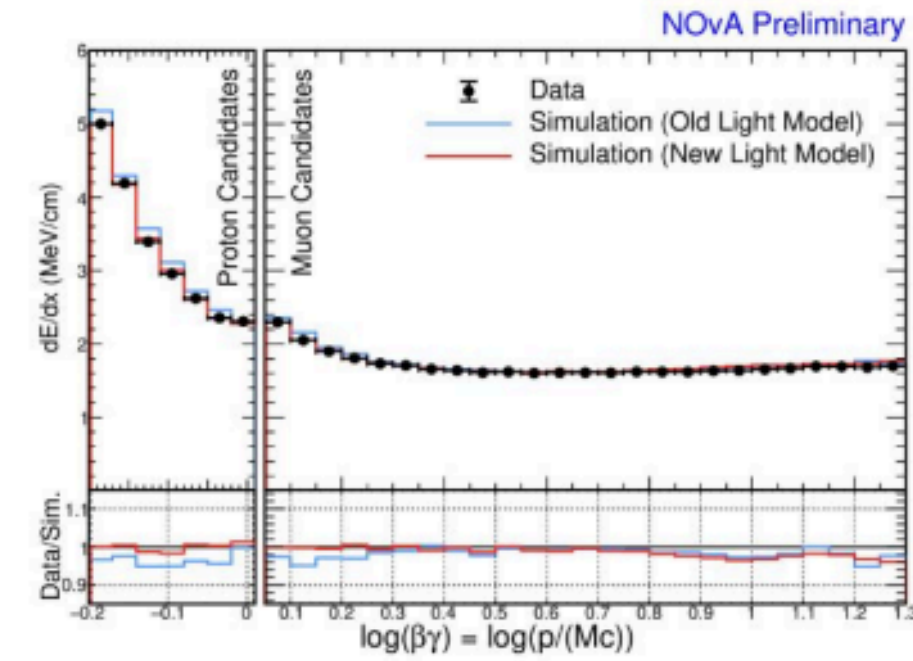 NOvA Preliminary
6
5
4
3
2
1
dE/dx (MeV/cm)
Proton Candidates
Muon Candidates
Data
Simulation (Old Light Model)
Simulation (New Light Model)
Data/Sim.
1.1
1
0.9
−0.2 −0.1 0 0.1 0.2 0.3 0.4 0.5 0.6 0.7 0.8 0.9 1.0 1.1 1.2 1.3
log(βγ) = log(p/(Mc))